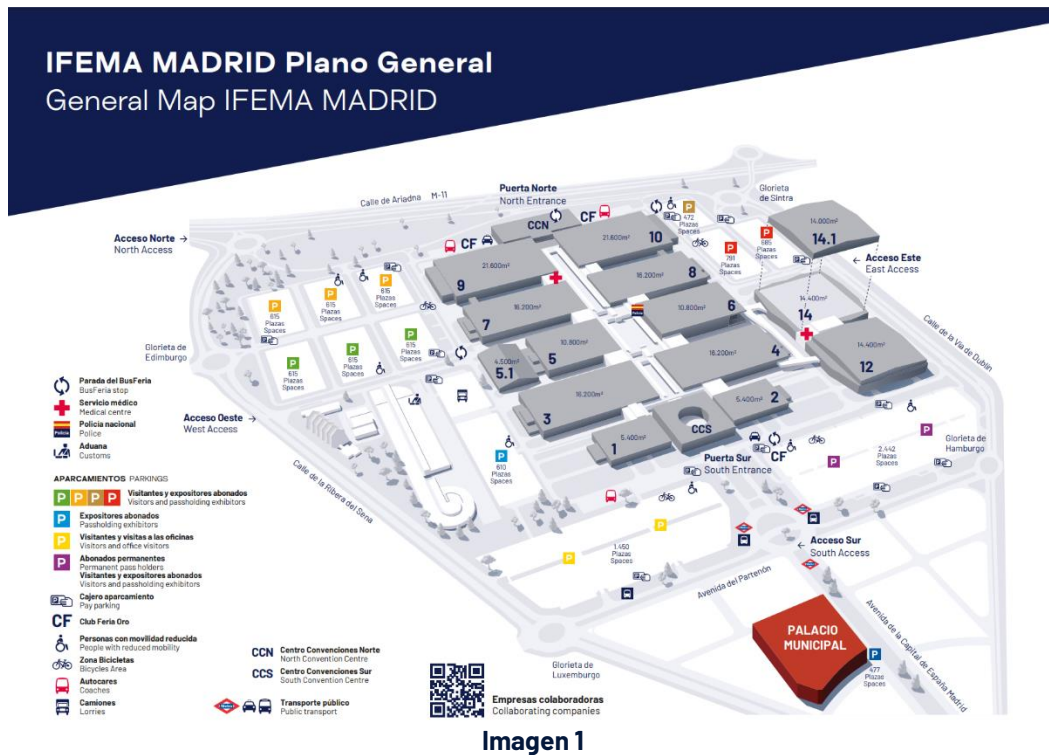 IFEMA MADRID Plano General
General Map IFEMA MADRID
Calle de Ariadna M-11
Puerta Norte
North Entrance
Glorieta
de Sintra
Acceso Norte →
North Access
CCN
CF
CF
472
Plazas
Spaces
10
21.600m²
14.000m²
14.1
791
Plazas
Spaces
685
Plazas
Spaces
← Acceso Este
East Access
21.600m²
9
16.200m²
8
615
Plazas
Spaces
615
Plazas
Spaces
615
Plazas
Spaces
16.200m²
7
10.800m²
6
14.400m²
14
Calle de la Vía de Dublín
Glorieta de
Edimburgo
615
Plazas
Spaces
615
Plazas
Spaces
615
Plazas
Spaces
10.800m²
5
4.500m²
5.1
16.200m²
4
14.400m²
12
16.200m²
3
5.400m²
2
5.400m²
1
CCS
Acceso Oeste →
West Access
Puerta Sur
South Entrance
CF
P
2.442
Plazas
Spaces
Glorieta de
Hamburgo
P
610
Plazas
Spaces
Calle de la Ribera del Sena
P
P
1.450
Plazas
Spaces
← Acceso Sur
South Access
Avenida del Partenón
Avenida de la Capital de España Madrid
PALACIO
MUNICIPAL
P
477
Plazas
Spaces
Glorieta de
Luxemburgo
Parada del BusFeria
BusFeria stop
Servicio médico
Medical centre
Policía nacional
Police
Aduana
Customs
APARCAMIENTOS PARKINGS
P P P P Visitantes y expositores abonados
Visitors and passholding exhibitors
P Expositores abonados
Passholding exhibitors
P Visitantes y visitas a las oficinas
Visitors and office visitors
P Abonados permanentes
Permanent pass holders
Visitantes y expositores abonados
Visitors and passholding exhibitors
Cajero aparcamiento
Pay parking
CF Club Feria Oro
Personas con movilidad reducida
People with reduced mobility
Zona Bicicletas
Bicycles Area
Autocares
Coaches
Camiones
Lorries
CCN Centro Convenciones Norte
North Convention Centre
CCS Centro Convenciones Sur
South Convention Centre
Transporte público
Public transport
Empresas colaboradoras
Collaborating companies
Imagen 1